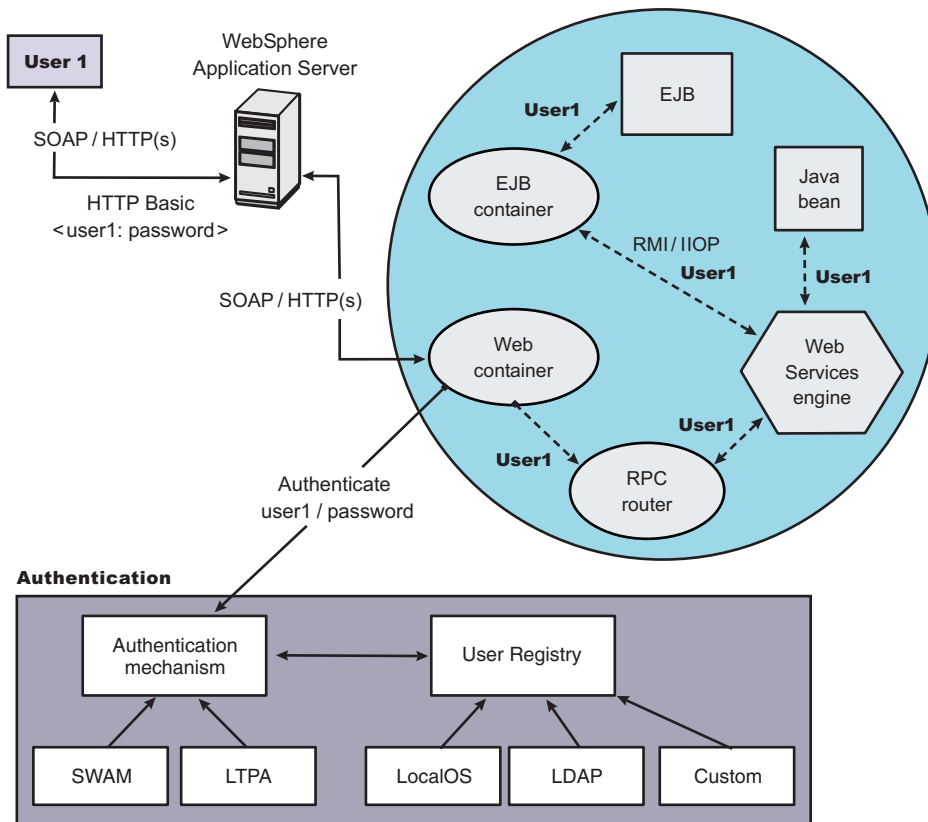 User 1
WebSphere
Application Server
SOAP / HTTP(s)
HTTP Basic
<user1: password>
SOAP / HTTP(s)
EJB
User1
EJB
container
Java
bean
RMI / IIOP
User1
User1
Web
container
Web
Services
engine
User1
User1
RPC
router
Authenticate
user1 / password
Authentication
Authentication
mechanism
User Registry
SWAM
LTPA
LocalOS
LDAP
Custom